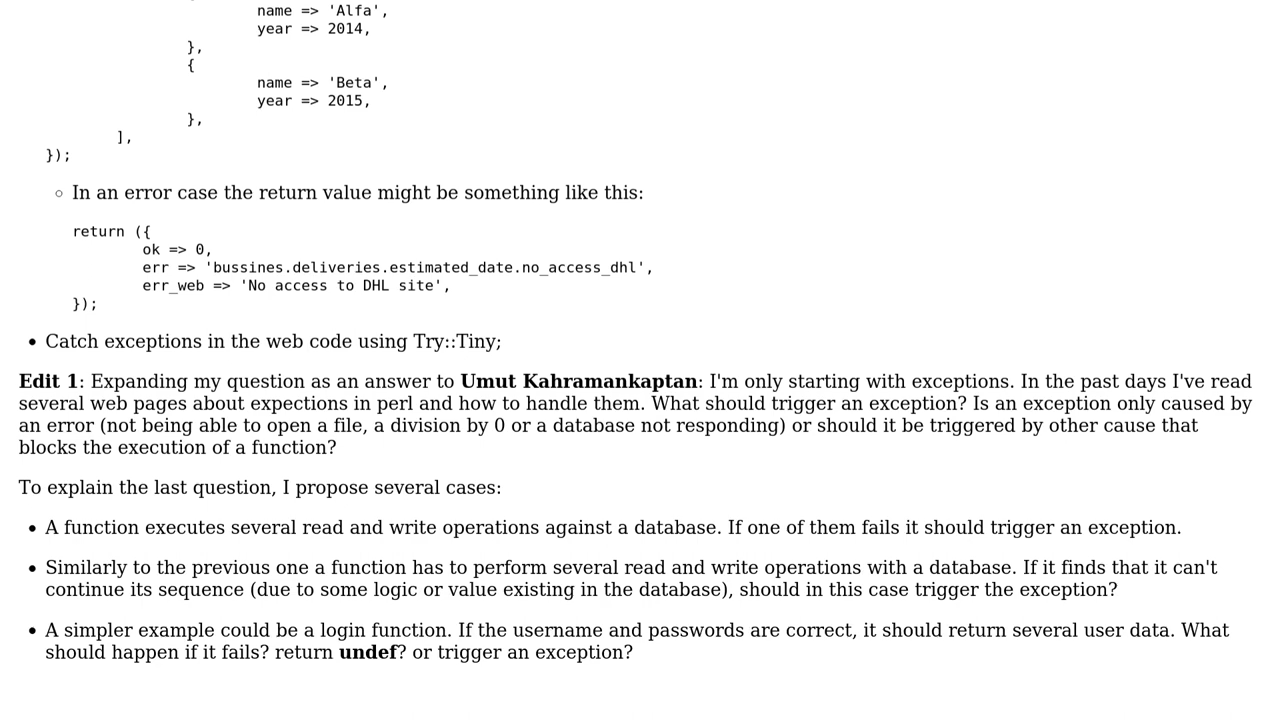 name => 'Alfa',
year => 2014,
},
{
name => 'Beta',
year => 2015,
},
],
});
In an error case the return value might be something like this:
return ({
ok => 0,
err => 'bussines.deliveries.estimated_date.no_access_dhl',
err_web => 'No access to DHL site',
});
Catch exceptions in the web code using Try::Tiny;
Edit 1: Expanding my question as an answer to Umut Kahramankaptan: I'm only starting with exceptions. In the past days I've read
several web pages about expections in perl and how to handle them. What should trigger an exception? Is an exception only caused by
an error (not being able to open a file, a division by 0 or a database not responding) or should it be triggered by other cause that
blocks the execution of a function?
To explain the last question, I propose several cases:
A function executes several read and write operations against a database. If one of them fails it should trigger an exception.
Similarly to the previous one a function has to perform several read and write operations with a database. If it finds that it can't
continue its sequence (due to some logic or value existing in the database), should in this case trigger the exception?
A simpler example could be a login function. If the username and passwords are correct, it should return several user data. What
should happen if it fails? return undef? or trigger an exception?